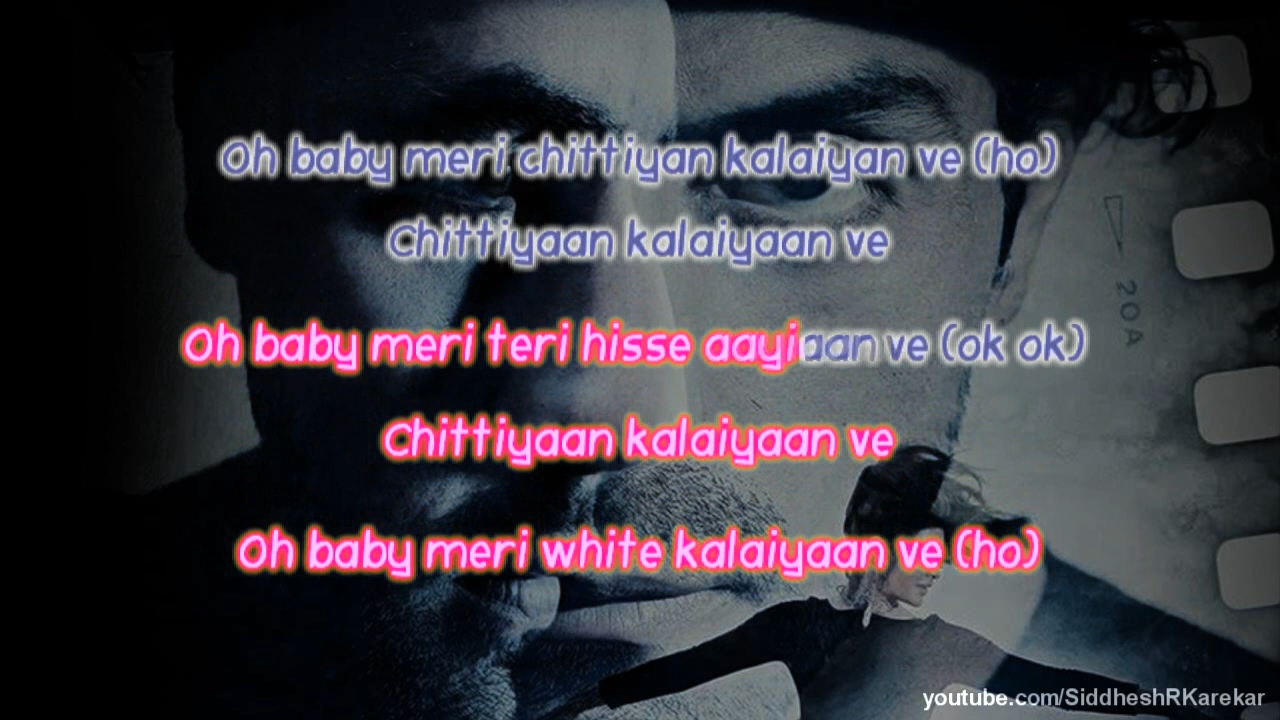 Oh baby meri chittiyan kalaiyan ve (ho)
Chittiyaan kalaiyaan ve
Oh baby meri teri hisse aayiaan ve (ok ok)
Chittiyaan kalaiyaan ve
Oh baby meri white kalaiyaan ve (ho)
20A
youtube.com/SiddheshRKarekar